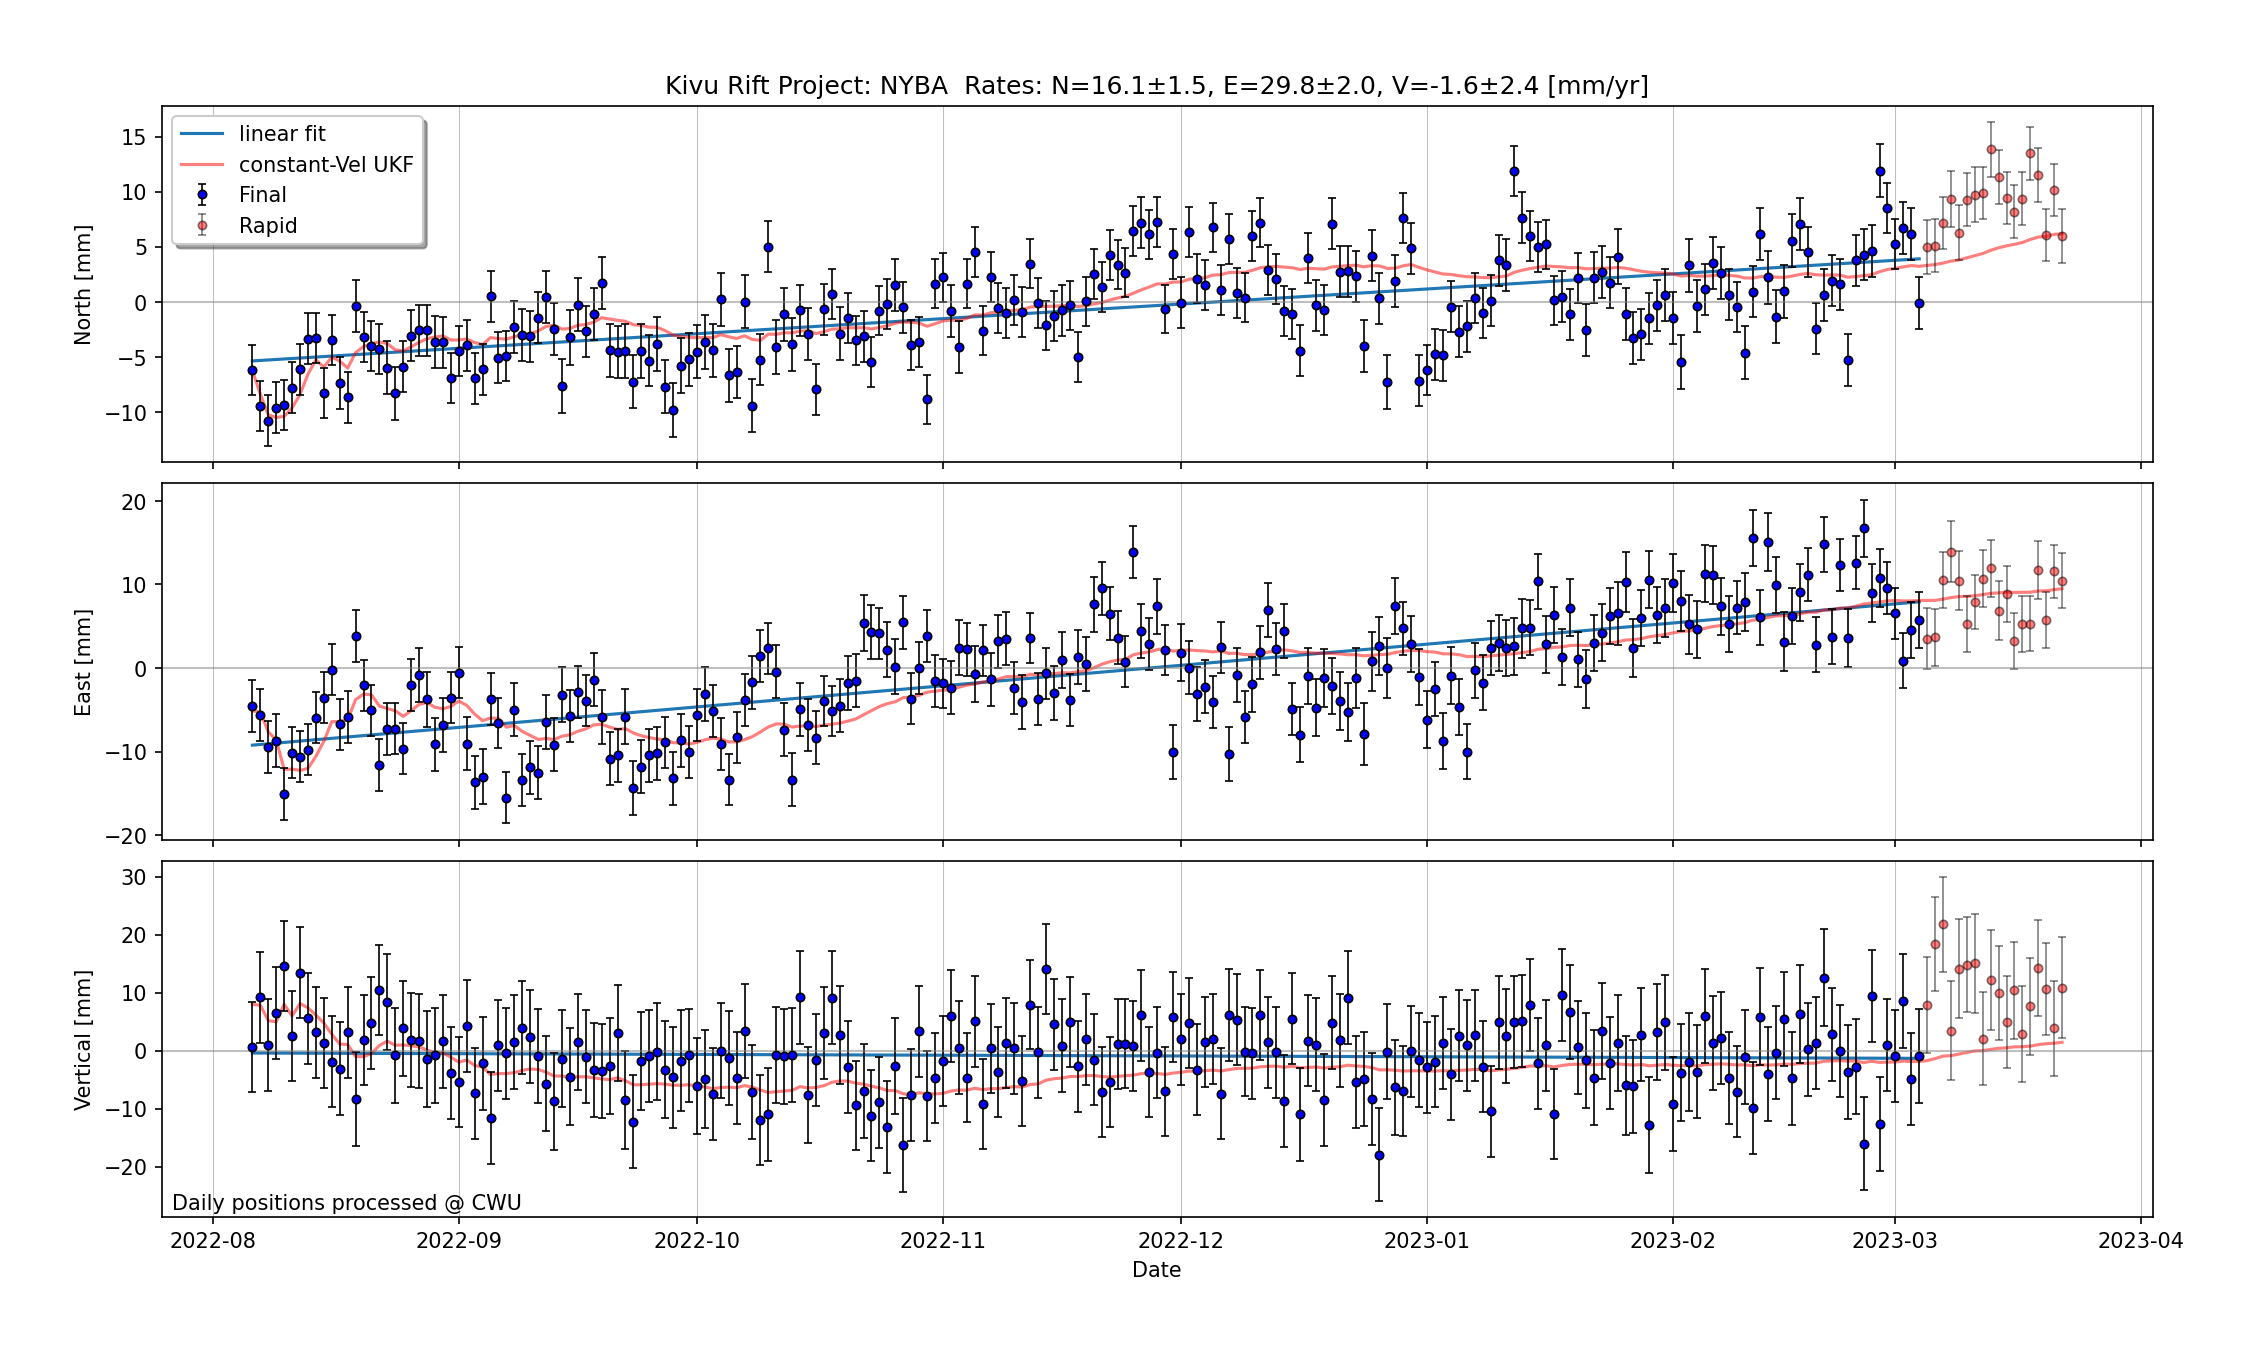 Kivu Rift Project: NYBA  Rates: N=16.1±1.5, E=29.8±2.0, V=-1.6±2.4 [mm/yr]
linear fit
constant-Vel UKF
Final
Rapid
North [mm]
15
10
5
0
−5
−10
East [mm]
20
10
0
−10
−20
Vertical [mm]
30
20
10
0
−10
−20
Daily positions processed @ CWU
2022-08 2022-09 2022-10 2022-11 2022-12 2023-01 2023-02 2023-03 2023-04
Date